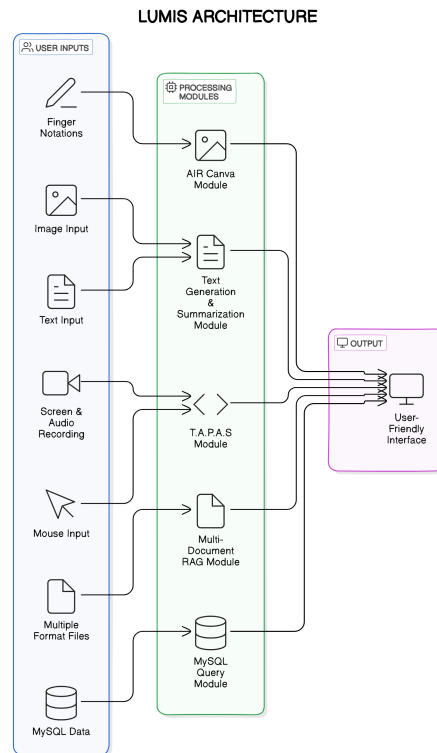 LUMIS ARCHITECTURE
USER INPUTS
Finger
Notations
Image Input
Text Input
Screen &
Audio
Recording
Mouse Input
Multiple
Format Files
MySQL Data
PROCESSING
MODULES
AIR Canva
Module
Text
Generation
&
Summarization
Module
T.A.P.A.S
Module
Multi-
Document
RAG Module
MySQL
Query
Module
OUTPUT
User-
Friendly
Interface